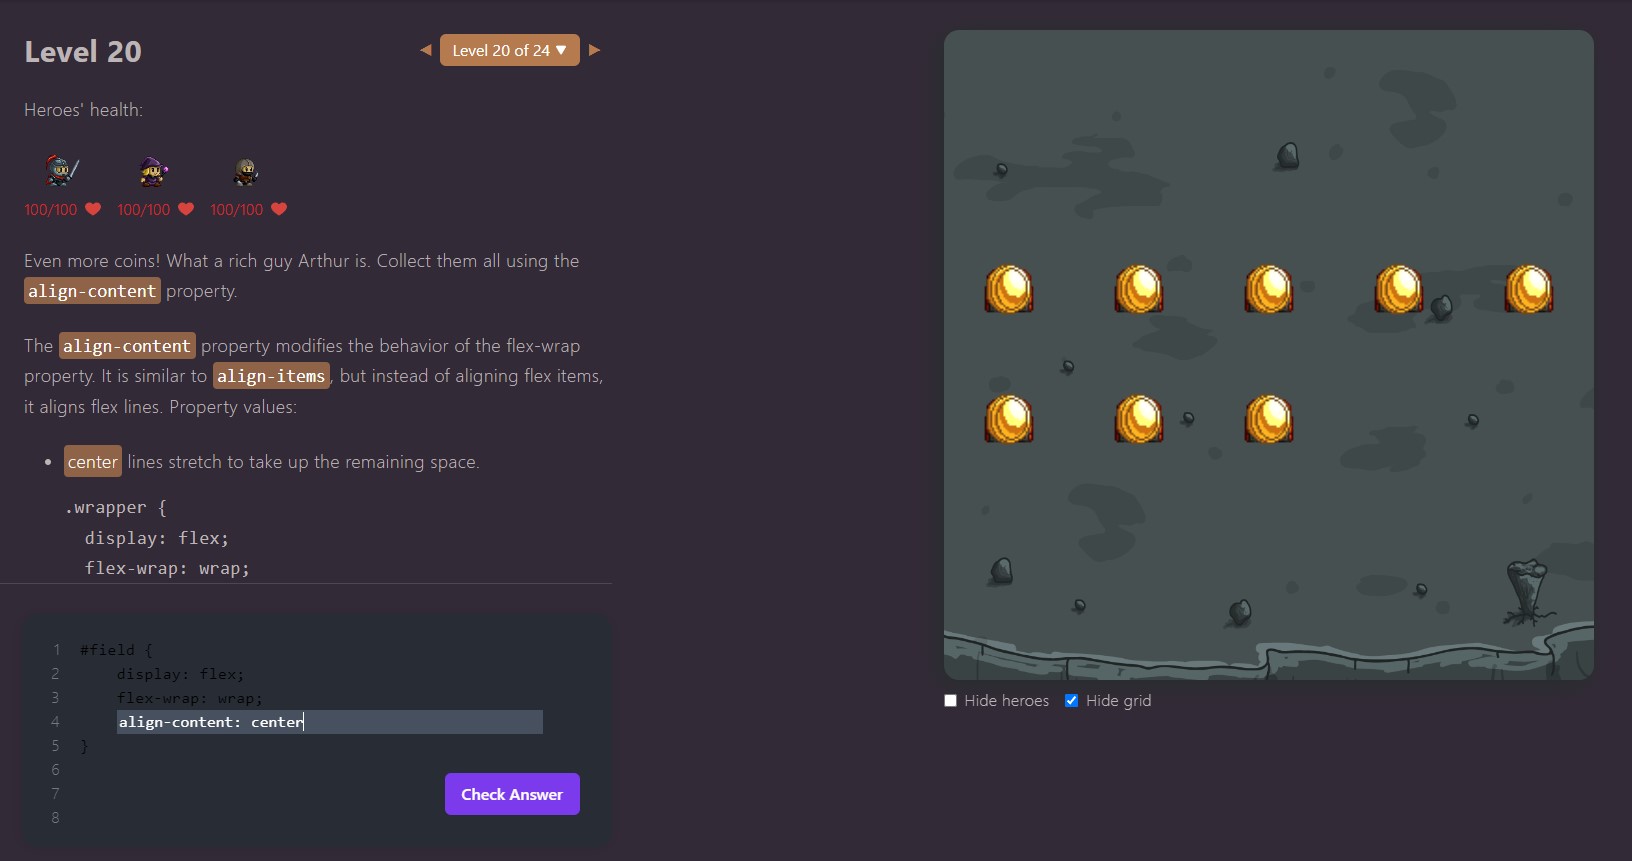 Level 20
◀ Level 20 of 24 ▼ ▶
Heroes' health:
100/100 100/100 100/100
Even more coins! What a rich guy Arthur is. Collect them all using the
align-content property.
The align-content property modifies the behavior of the flex-wrap
property. It is similar to align-items, but instead of aligning flex items,
it aligns flex lines. Property values:
• center lines stretch to take up the remaining space.
.wrapper {
display: flex;
flex-wrap: wrap;
1 #field {
2 display: flex;
3 flex-wrap: wrap;
4 align-content: center
5 }
6
7
8
Check Answer
Hide heroes Hide grid